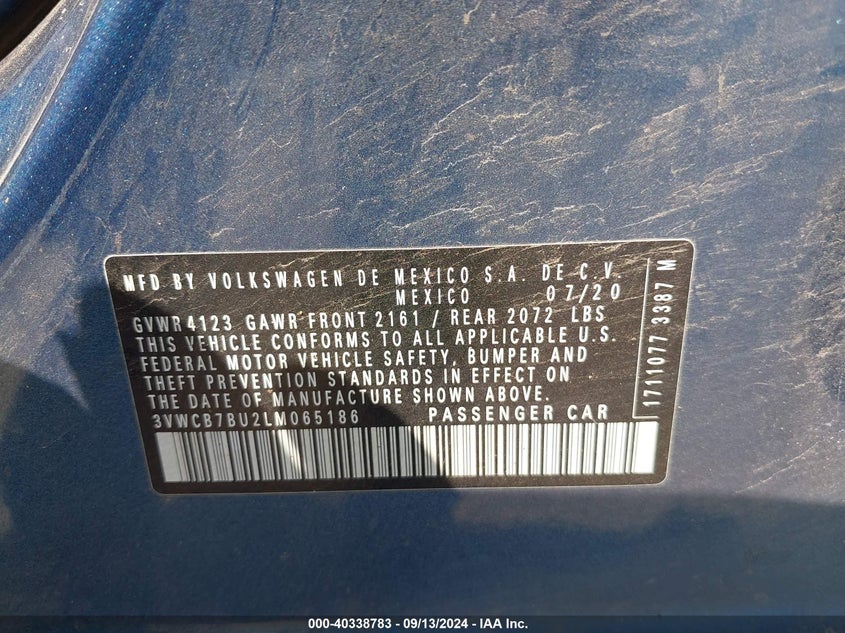 MFD BY VOLKSWAGEN DE MEXICO S.A. DE C.V.
MEXICO 07/20
GVWR 4123 GAWR FRONT 2161 / REAR 2072 LBS
THIS VEHICLE CONFORMS TO ALL APPLICABLE U.S.
FEDERAL MOTOR VEHICLE SAFETY, BUMPER AND
THEFT PREVENTION STANDARDS IN EFFECT ON
THE DATE OF MANUFACTURE SHOWN ABOVE.
3VWCB7BU2LM065186 PASSENGER CAR
1711077 3387 M
000-40338783 - 09/13/2024 - IAA Inc.